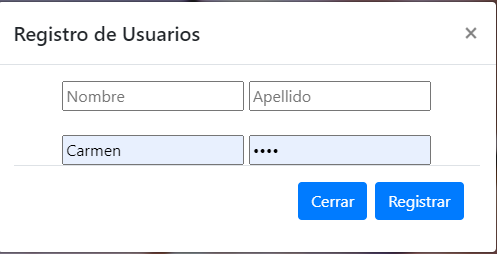 Registro de Usuarios ×
Nombre Apellido
Carmen ••••
Cerrar Registrar